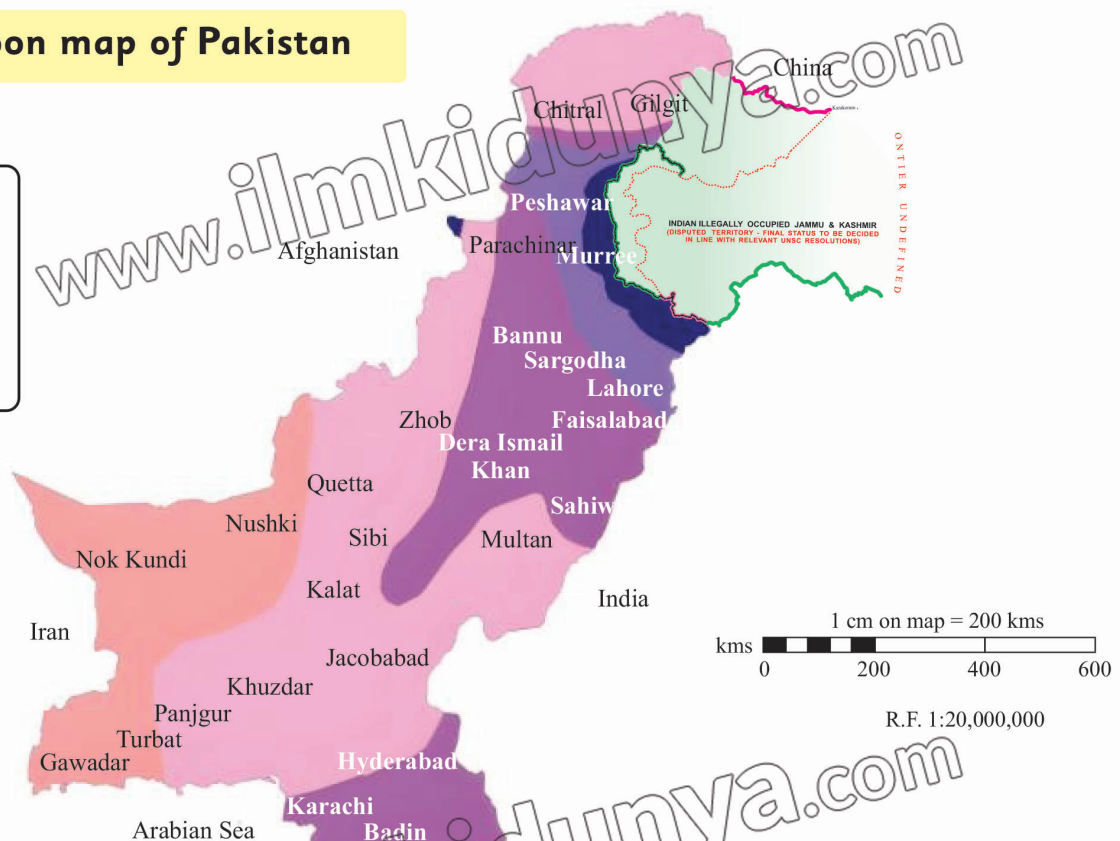 oon map of Pakistan
www.ilmkidunya.com
China
Chitral
Gilgit
ONTIER UNDEFINED
Peshawar
INDIAN ILLEGALLY OCCUPIED JAMMU & KASHMIR
(DISPUTED TERRITORY - FINAL STATUS TO BE DECIDED
IN LINE WITH RELEVANT UNSC RESOLUTIONS)
Afghanistan
Parachinar
Murree
Bannu
Sargodha
Lahore
Zhob
Faisalabad
Dera Ismail
Khan
Quetta
Sahiw
Nushki
Sibi
Multan
Nok Kundi
Kalat
India
Iran
1 cm on map = 200 kms
kms
0 200 400 600
Jacobabad
Khuzdar
Panjgur
R.F. 1:20,000,000
Turbat
Gawadar
Hyderabad
Karachi
Arabian Sea
Badin
idunya.com